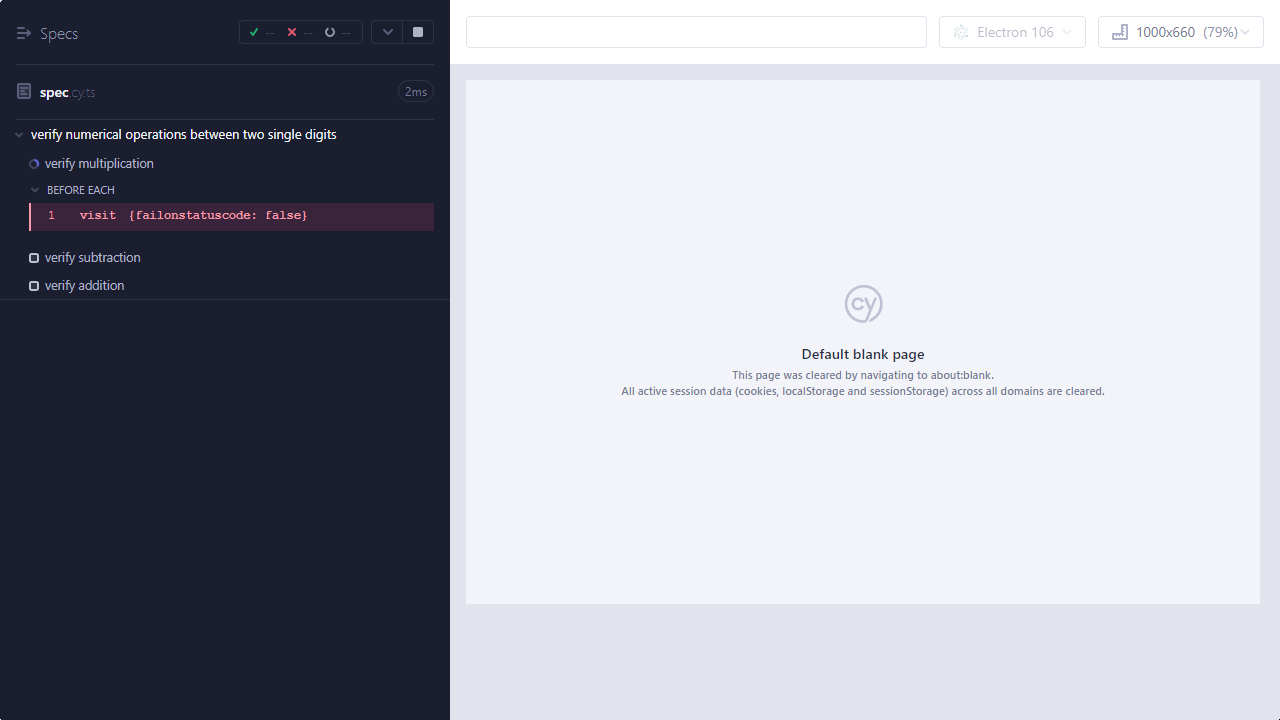 Specs
-- -- --
spec.cy.ts
2ms
verify numerical operations between two single digits
verify multiplication
BEFORE EACH
1 visit {failonstatuscode: false}
verify subtraction
verify addition
Electron 106
1000x660 (79%)
cy
Default blank page
This page was cleared by navigating to about:blank.
All active session data (cookies, localStorage and sessionStorage) across all domains are cleared.